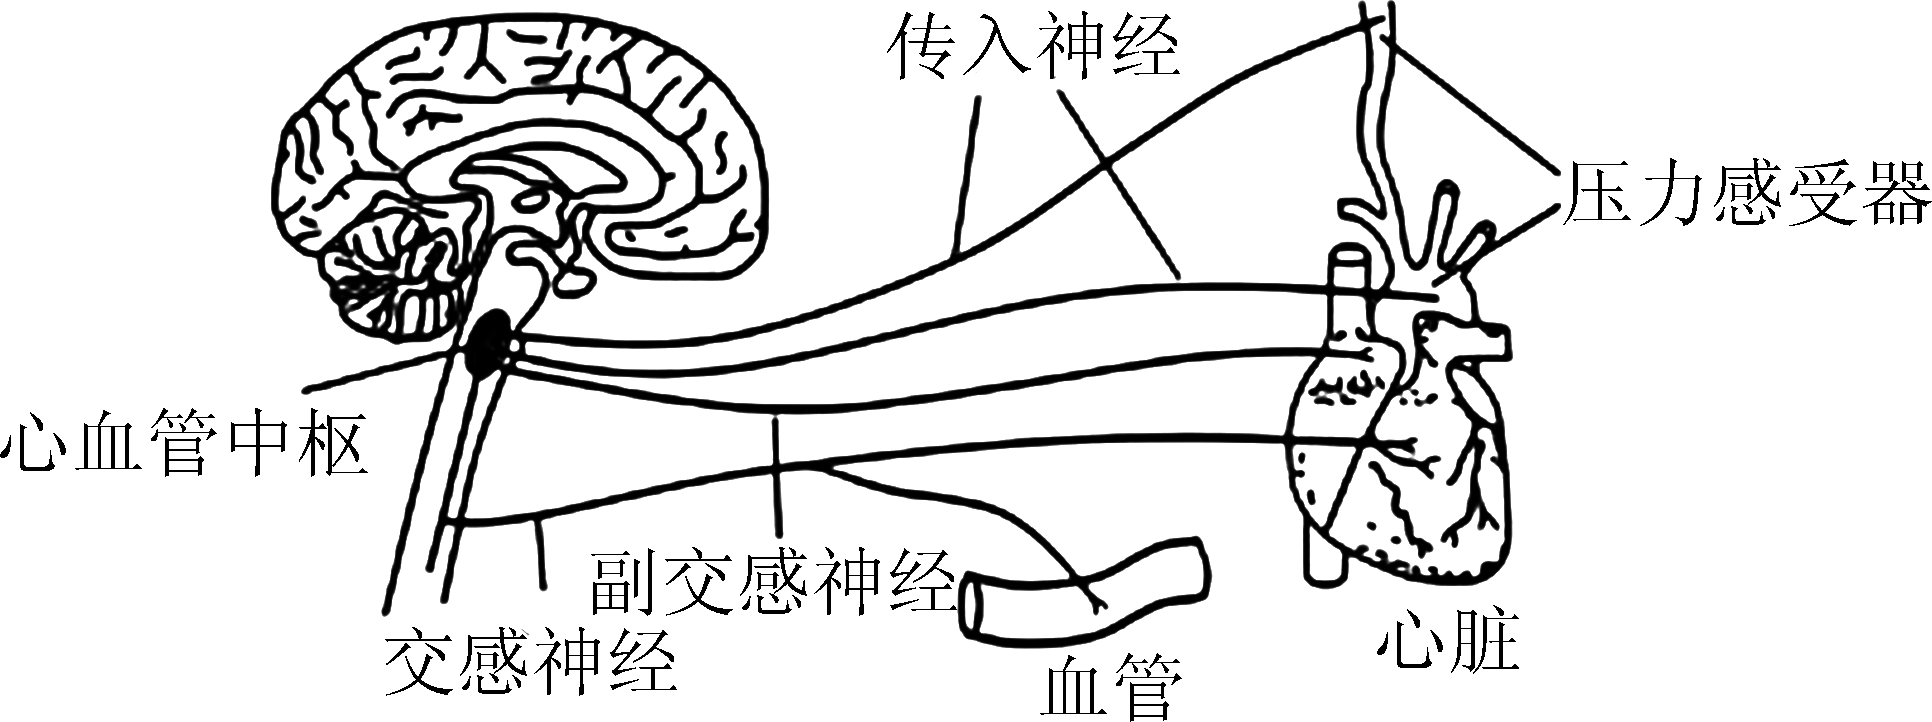 传入神经
压力感受器
心血管中枢
副交感神经
交感神经
血管
心脏